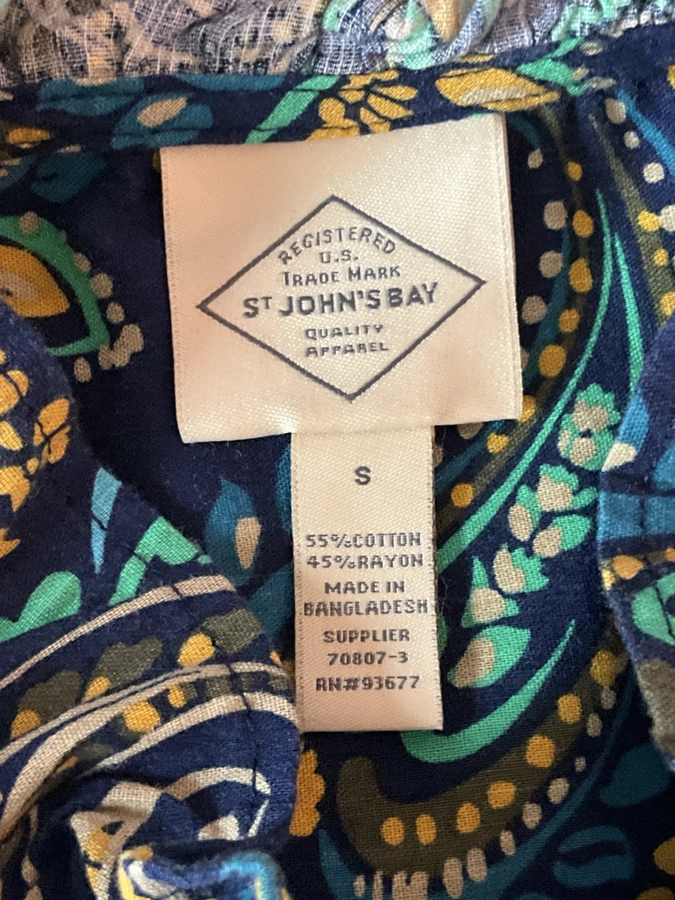 REGISTERED
U.S.
TRADE MARK
ST JOHN'S BAY
QUALITY
APPAREL
S
55% COTTON
45% RAYON
MADE IN
BANGLADESH
SUPPLIER
70807-3
RN#93677